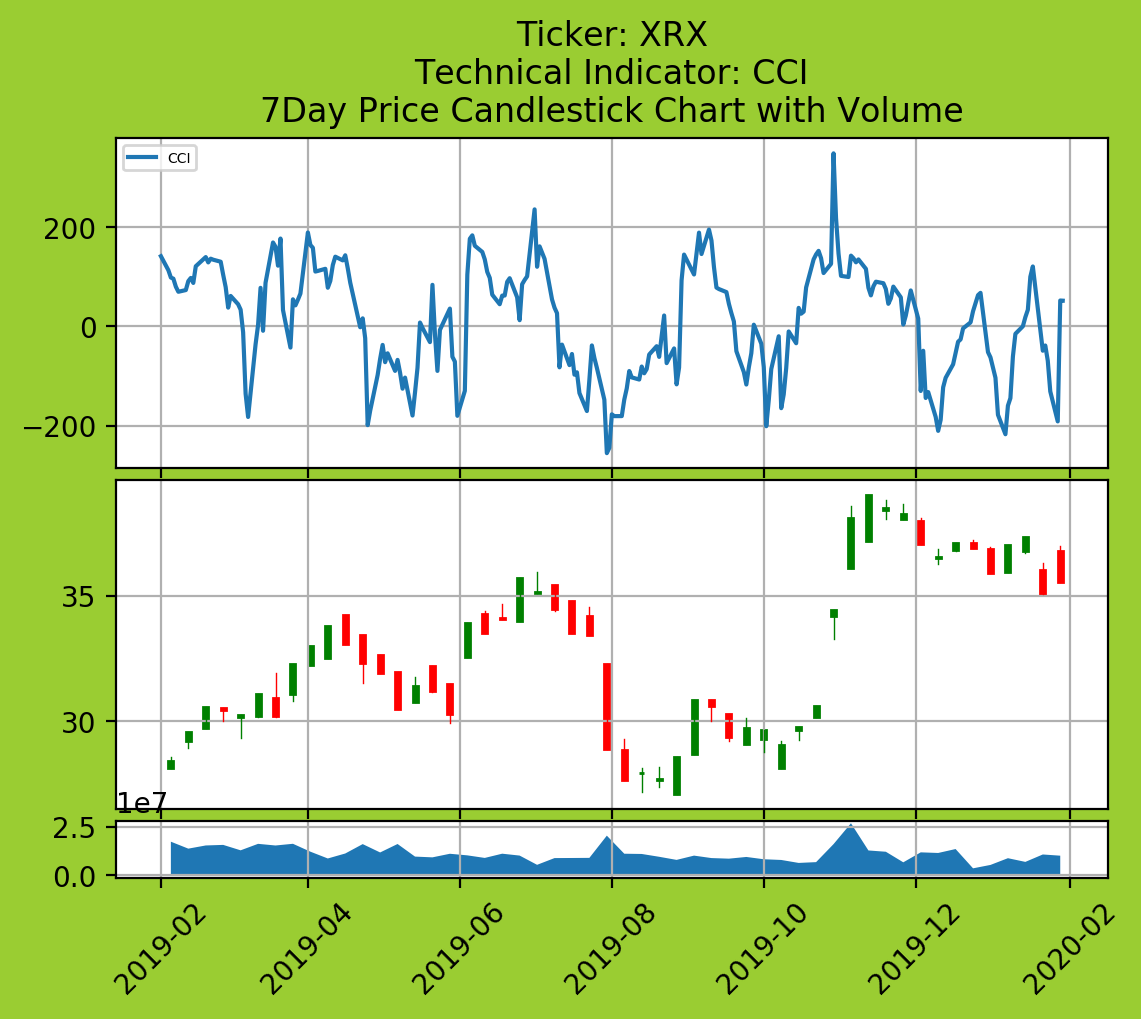 Ticker: XRX
Technical Indicator: CCI
7Day Price Candlestick Chart with Volume
CCI
200
0
−200
35
30
1e7
2.5
0.0
2019-02
2019-04
2019-06
2019-08
2019-10
2019-12
2020-02